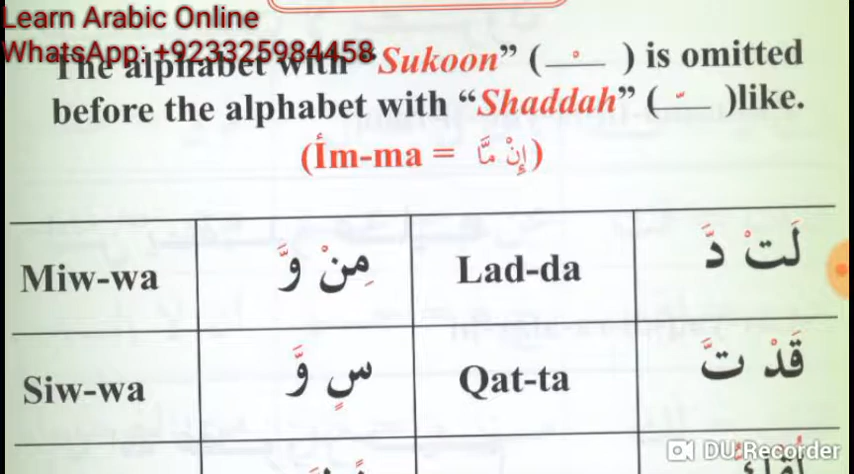 Learn Arabic Online
WhatsApp: +923325984458
The alphabet with “Sukoon” ( ْ ) is omitted
before the alphabet with “Shaddah” ( ّ )like.
(Ím-ma = إِنْ مَّا)
Miw-wa مِنْ وَّ Lad-da لَتْ دَّ
Siw-wa سٍ وَّ Qat-ta قَدْ تَّ
DU Recorder